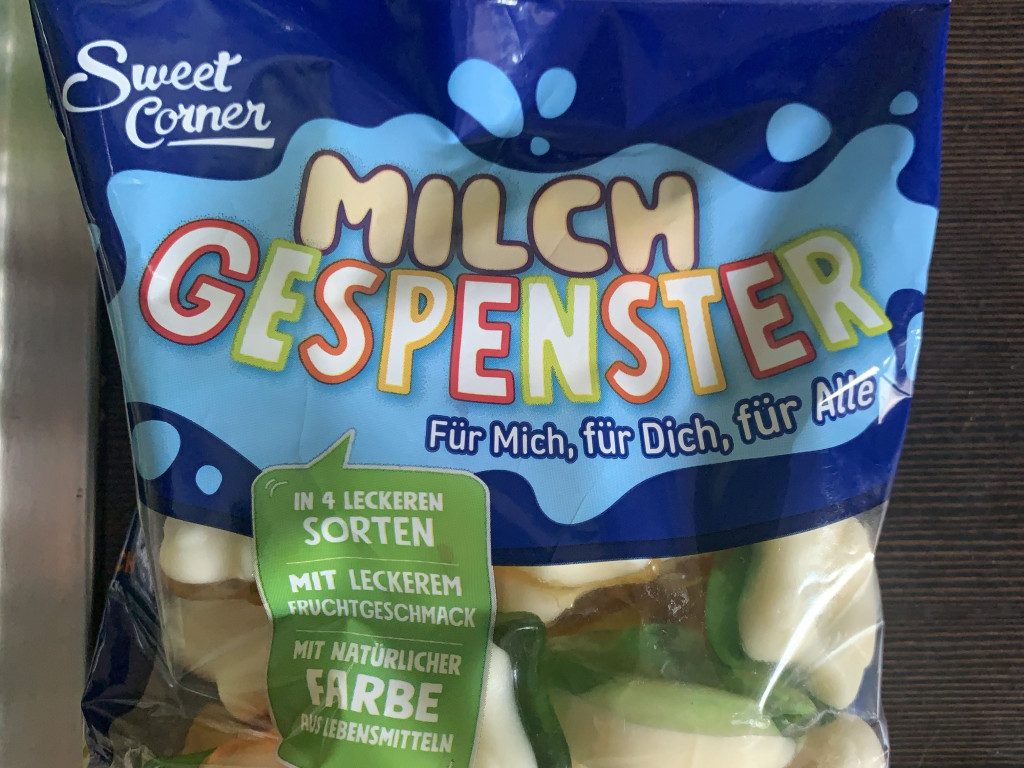 Sweet
Corner
MILCH
GESPENSTER
Für Mich, für Dich, für Alle
IN 4 LECKEREN
SORTEN
MIT LECKEREM
FRUCHTGESCHMACK
MIT NATÜRLICHER
FARBE
AUS LEBENSMITTELN